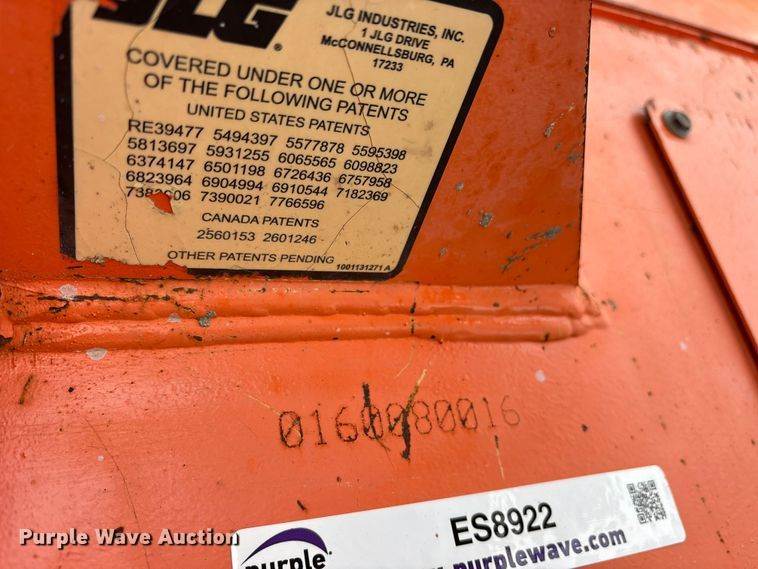 JLG
JLG INDUSTRIES, INC.
1 JLG DRIVE
McCONNELLSBURG, PA
17233
COVERED UNDER ONE OR MORE
OF THE FOLLOWING PATENTS
UNITED STATES PATENTS
RE39477 5494397 5577878 5595398
5813697 5931255 6065565 6098823
6374147 6501198 6726436 6757958
6823964 6904994 6910544 7182369
7390021 7766596
CANADA PATENTS
2560153 2601246
OTHER PATENTS PENDING
1001131271 A
0160080016
ES8922
purple
purplewave.com
Purple Wave Auction